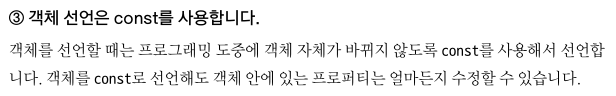 ③ 객체 선언은 const를 사용합니다.
객체를 선언할 때는 프로그래밍 도중에 객체 자체가 바뀌지 않도록 const를 사용해서 선언합
니다. 객체를 const로 선언해도 객체 안에 있는 프로퍼티는 얼마든지 수정할 수 있습니다.